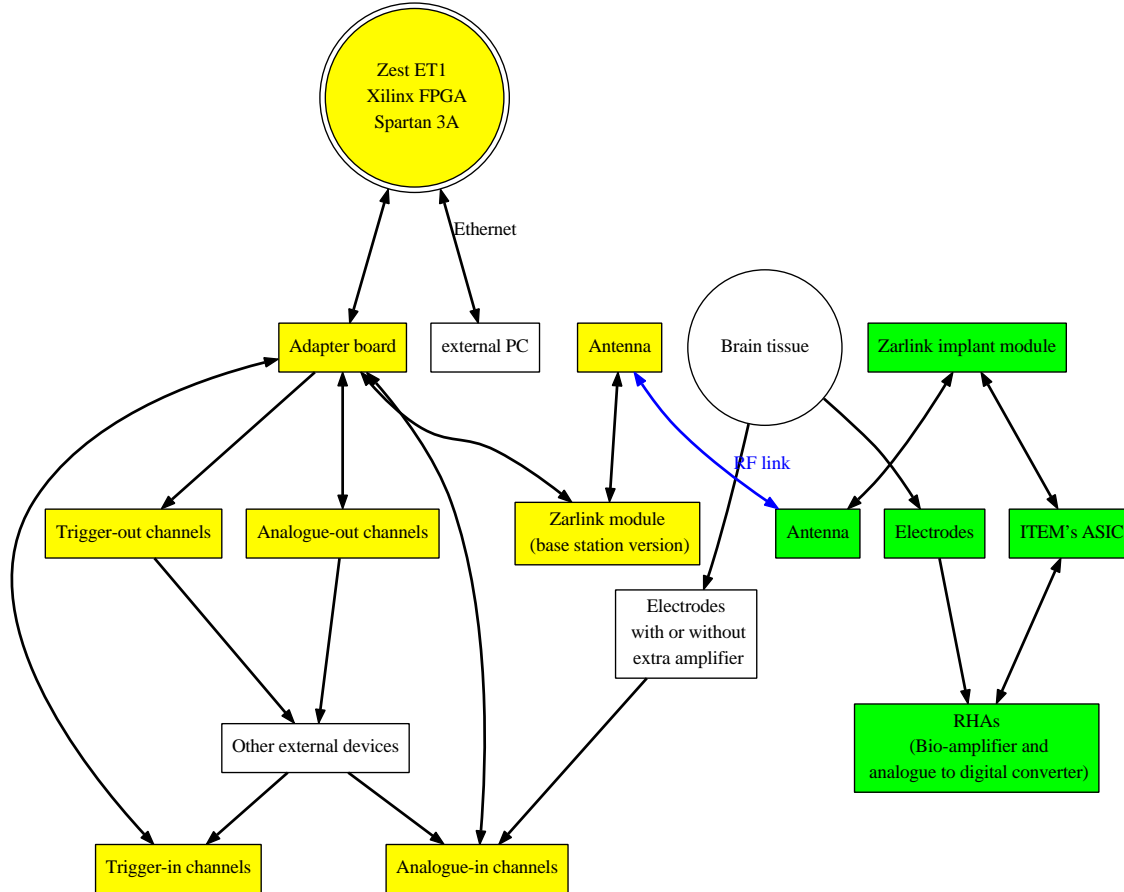 Zest ET1
Xilinx FPGA
Spartan 3A
Ethernet
Adapter board
external PC
Antenna
Brain tissue
Zarlink implant module
RF link
Trigger-out channels
Analogue-out channels
Zarlink module
(base station version)
Antenna
Electrodes
ITEM's ASIC
Electrodes
with or without
extra amplifier
RHAs
(Bio-amplifier and
analogue to digital converter)
Other external devices
Trigger-in channels
Analogue-in channels